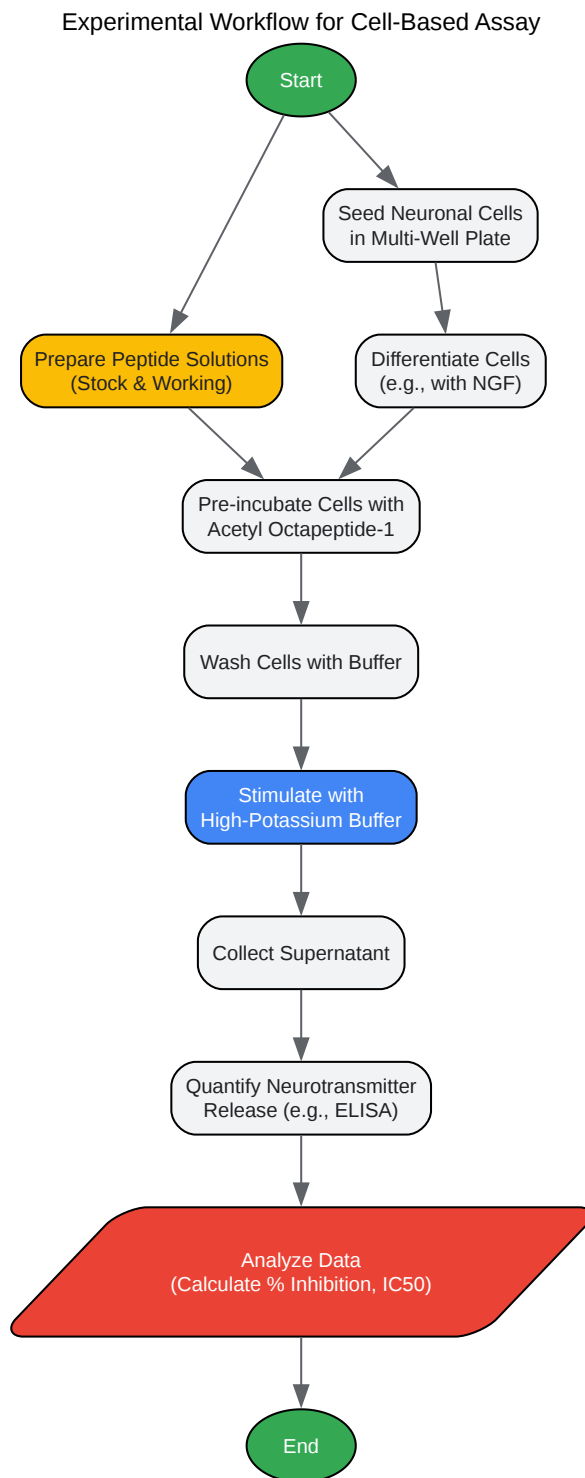 Experimental Workflow for Cell-Based Assay
Start
Seed Neuronal Cells
in Multi-Well Plate
Prepare Peptide Solutions
(Stock & Working)
Differentiate Cells
(e.g., with NGF)
Pre-incubate Cells with
Acetyl Octapeptide-1
Wash Cells with Buffer
Stimulate with
High-Potassium Buffer
Collect Supernatant
Quantify Neurotransmitter
Release (e.g., ELISA)
Analyze Data
(Calculate % Inhibition, IC50)
End